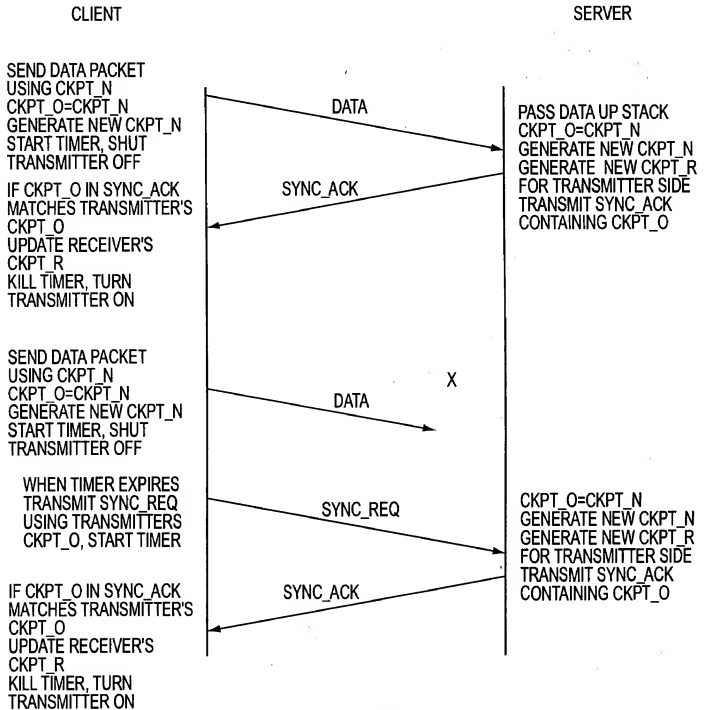 CLIENT
SERVER
SEND DATA PACKET
USING CKPT_N
CKPT_O=CKPT_N
GENERATE NEW CKPT_N
START TIMER, SHUT
TRANSMITTER OFF
DATA
PASS DATA UP STACK
CKPT_O=CKPT_N
GENERATE NEW CKPT_N
GENERATE NEW CKPT_R
FOR TRANSMITTER SIDE
TRANSMIT SYNC_ACK
CONTAINING CKPT_O
SYNC_ACK
IF CKPT_O IN SYNC_ACK
MATCHES TRANSMITTER'S
CKPT_O
UPDATE RECEIVER'S
CKPT_R
KILL TIMER, TURN
TRANSMITTER ON
SEND DATA PACKET
USING CKPT_N
CKPT_O=CKPT_N
GENERATE NEW CKPT_N
START TIMER, SHUT
TRANSMITTER OFF
DATA
X
WHEN TIMER EXPIRES
TRANSMIT SYNC_REQ
USING TRANSMITTERS
CKPT_O, START TIMER
SYNC_REQ
CKPT_O=CKPT_N
GENERATE NEW CKPT_N
GENERATE NEW CKPT_R
FOR TRANSMITTER SIDE
TRANSMIT SYNC_ACK
CONTAINING CKPT_O
SYNC_ACK
IF CKPT_O IN SYNC_ACK
MATCHES TRANSMITTER'S
CKPT_O
UPDATE RECEIVER'S
CKPT_R
KILL TIMER, TURN
TRANSMITTER ON